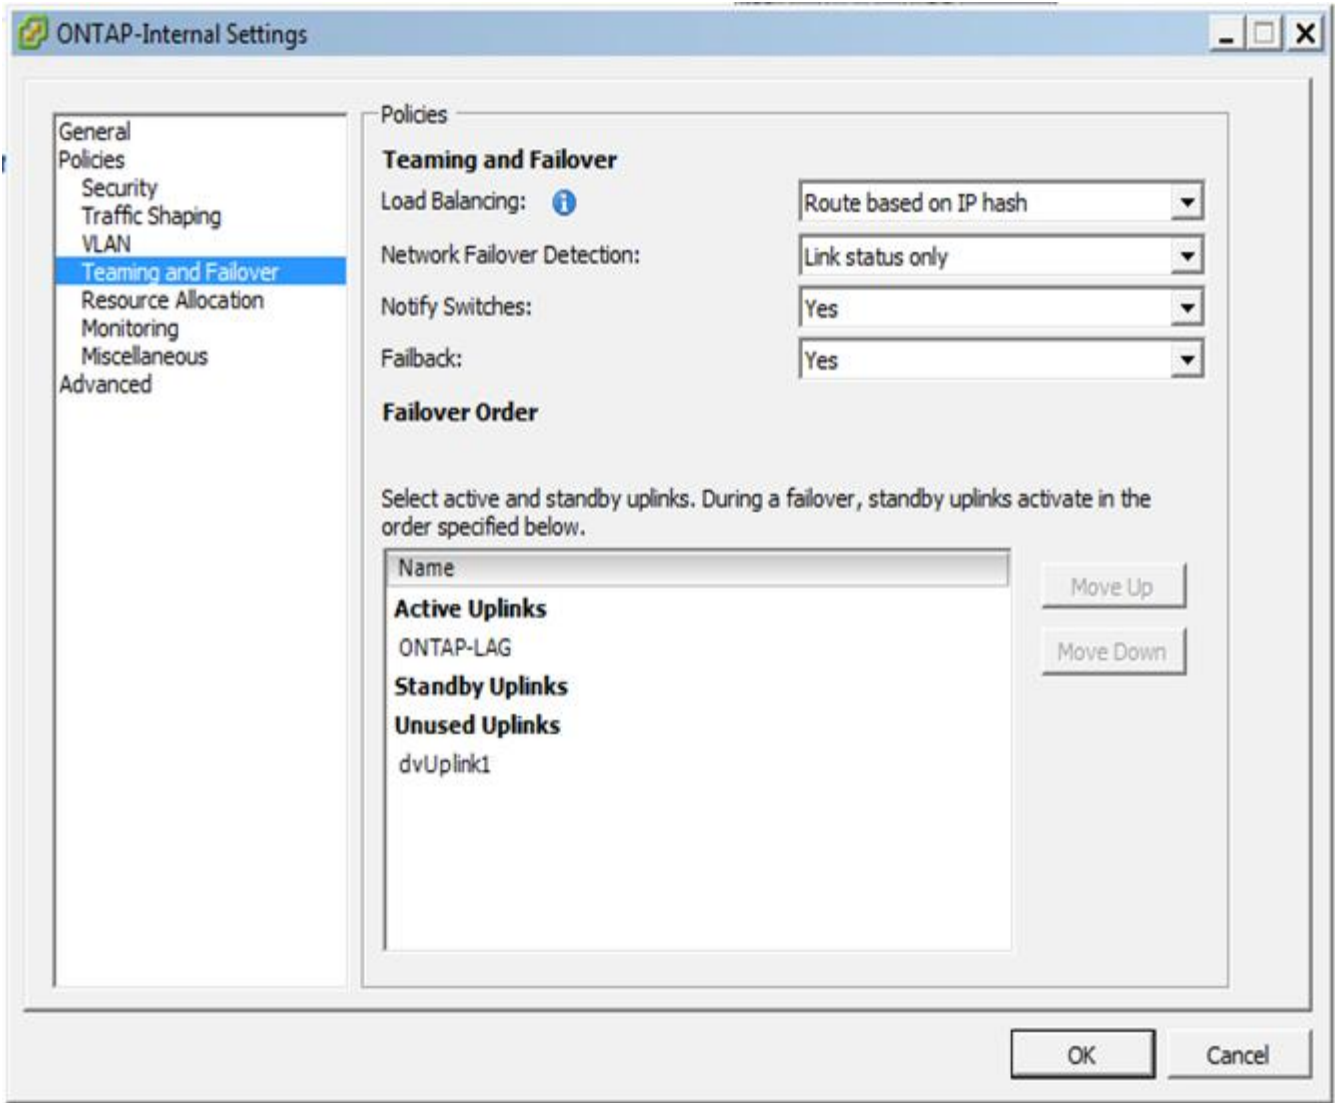 ONTAP-Internal Settings
General
Policies
Security
Traffic Shaping
VLAN
Teaming and Failover
Resource Allocation
Monitoring
Miscellaneous
Advanced
Policies
Teaming and Failover
Load Balancing:
Route based on IP hash
Network Failover Detection:
Link status only
Notify Switches:
Yes
Failback:
Yes
Failover Order
Select active and standby uplinks. During a failover, standby uplinks activate in the
order specified below.
Name
Active Uplinks
ONTAP-LAG
Standby Uplinks
Unused Uplinks
dvUplink1
Move Up
Move Down
OK
Cancel